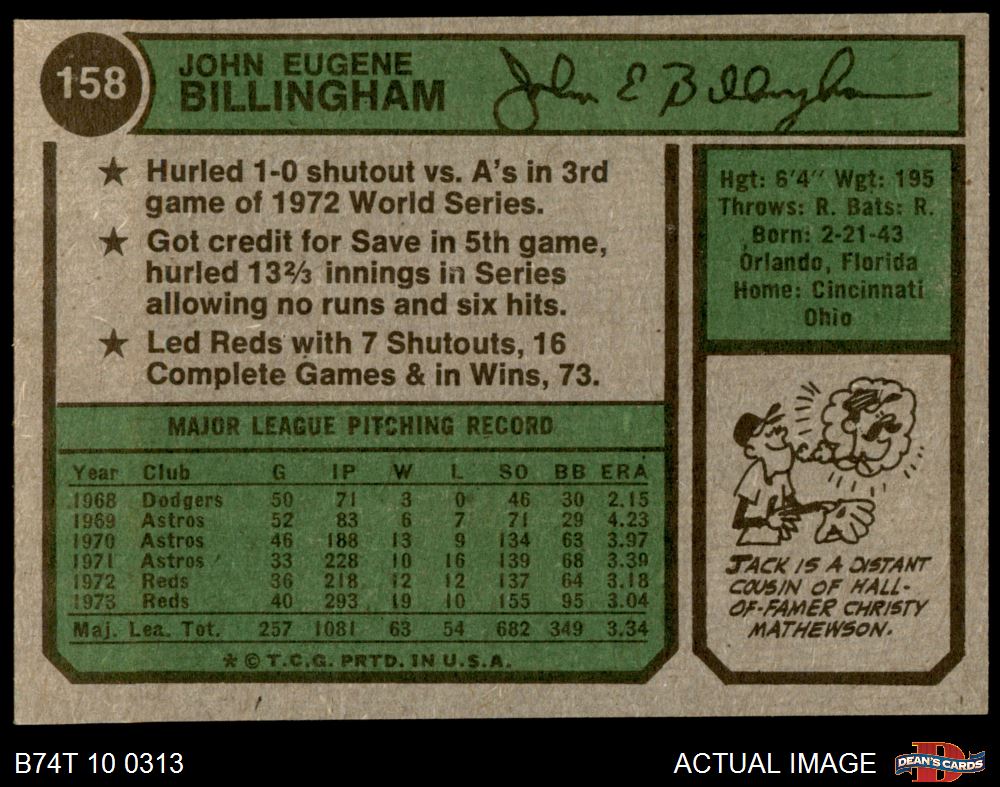 158
JOHN EUGENE
BILLINGHAM
John E Billingham
★ Hurled 1-0 shutout vs. A's in 3rd
game of 1972 World Series.
★ Got credit for Save in 5th game,
hurled 13⅔ innings in Series
allowing no runs and six hits.
★ Led Reds with 7 Shutouts, 16
Complete Games & in Wins, 73.
Hgt: 6'4" Wgt: 195
Throws: R. Bats: R.
Born: 2-21-43
Orlando, Florida
Home: Cincinnati
Ohio
MAJOR LEAGUE PITCHING RECORD
Year Club G IP W L SO BB ERA
1968 Dodgers 50 71 3 0 46 30 2.15
1969 Astros 52 83 6 7 71 29 4.23
1970 Astros 46 188 13 9 134 63 3.97
1971 Astros 33 228 10 16 139 68 3.39
1972 Reds 36 218 12 12 137 64 3.18
1973 Reds 40 293 19 10 155 95 3.04
Maj. Lea. Tot. 257 1081 63 54 682 349 3.34
* © T.C.G. PRTD. IN U.S.A.
JACK IS A DISTANT
COUSIN OF HALL-
OF-FAMER CHRISTY
MATHEWSON.
B74T 10 0313
ACTUAL IMAGE
D
DEAN'S CARDS